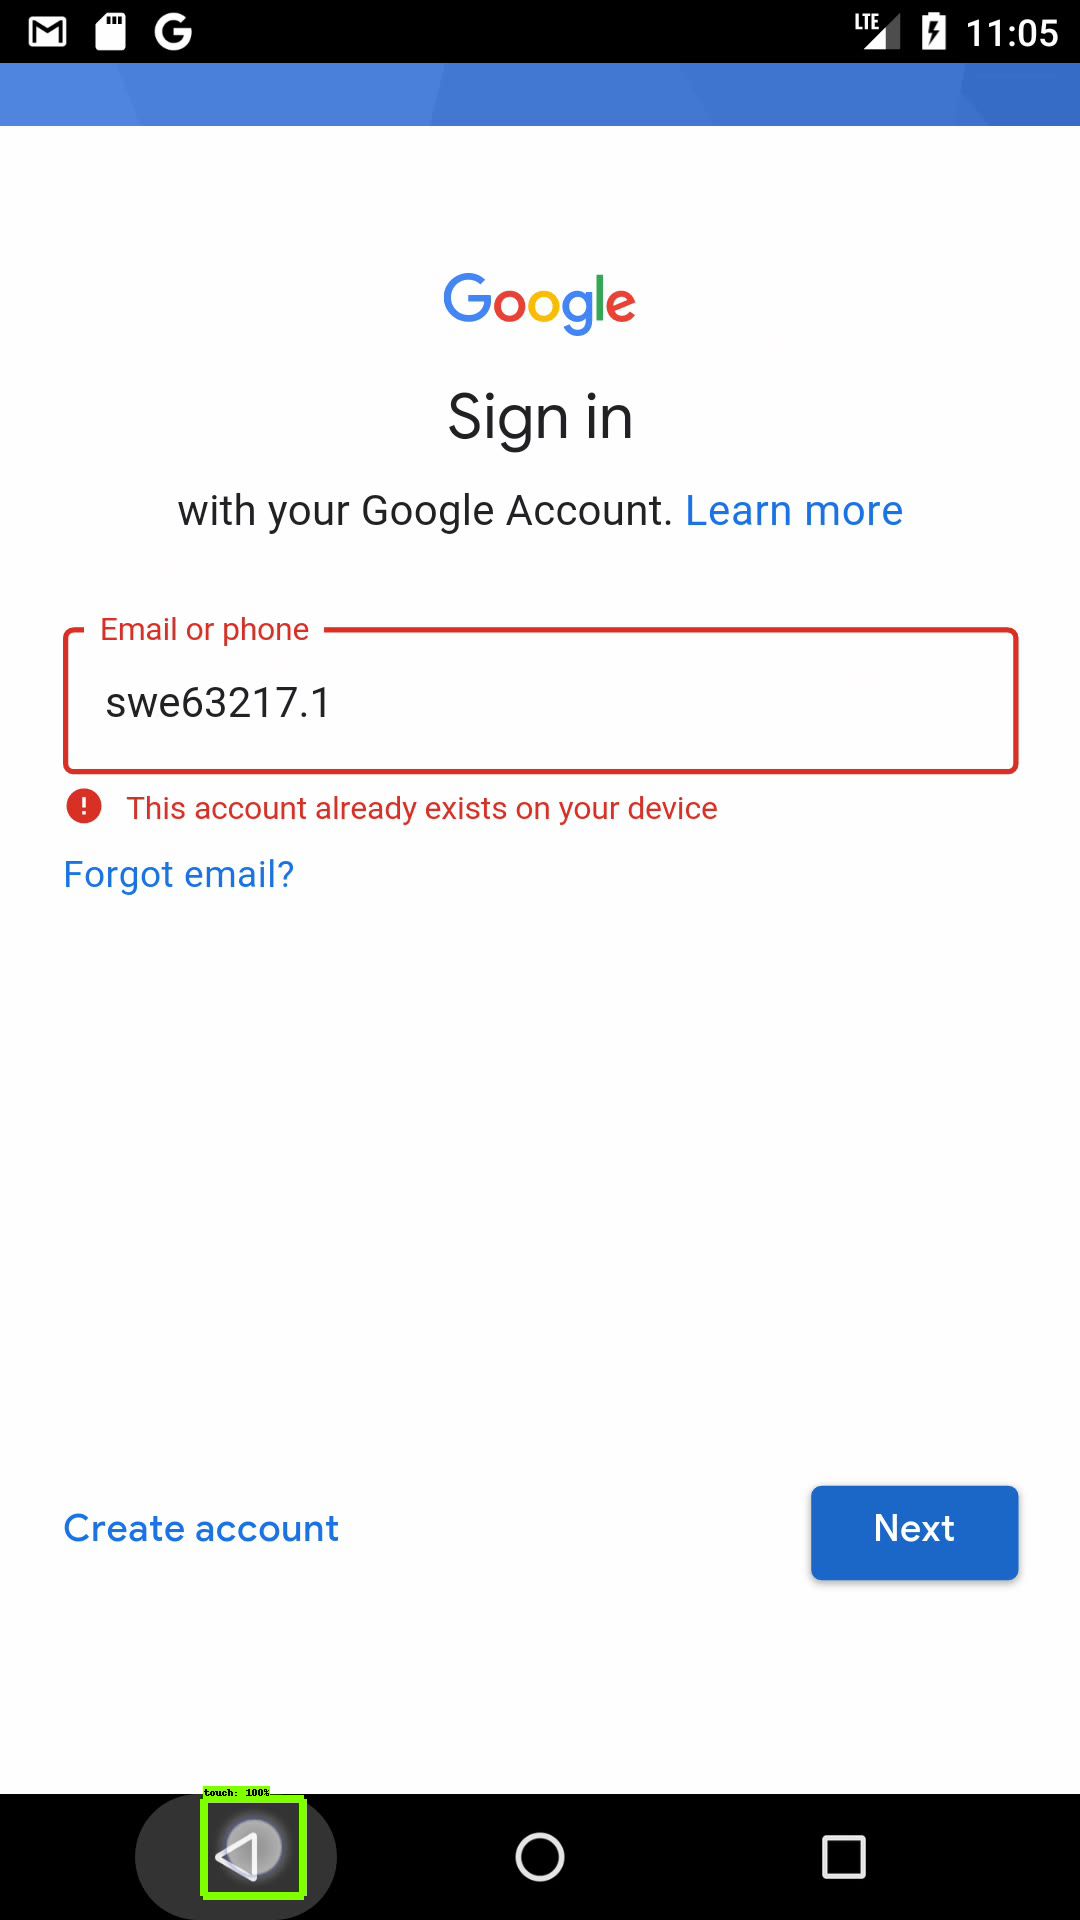 LTE 11:05
Google
Sign in
with your Google Account. Learn more
Email or phone
swe63217.1
This account already exists on your device
Forgot email?
Create account
Next
touch: 100%